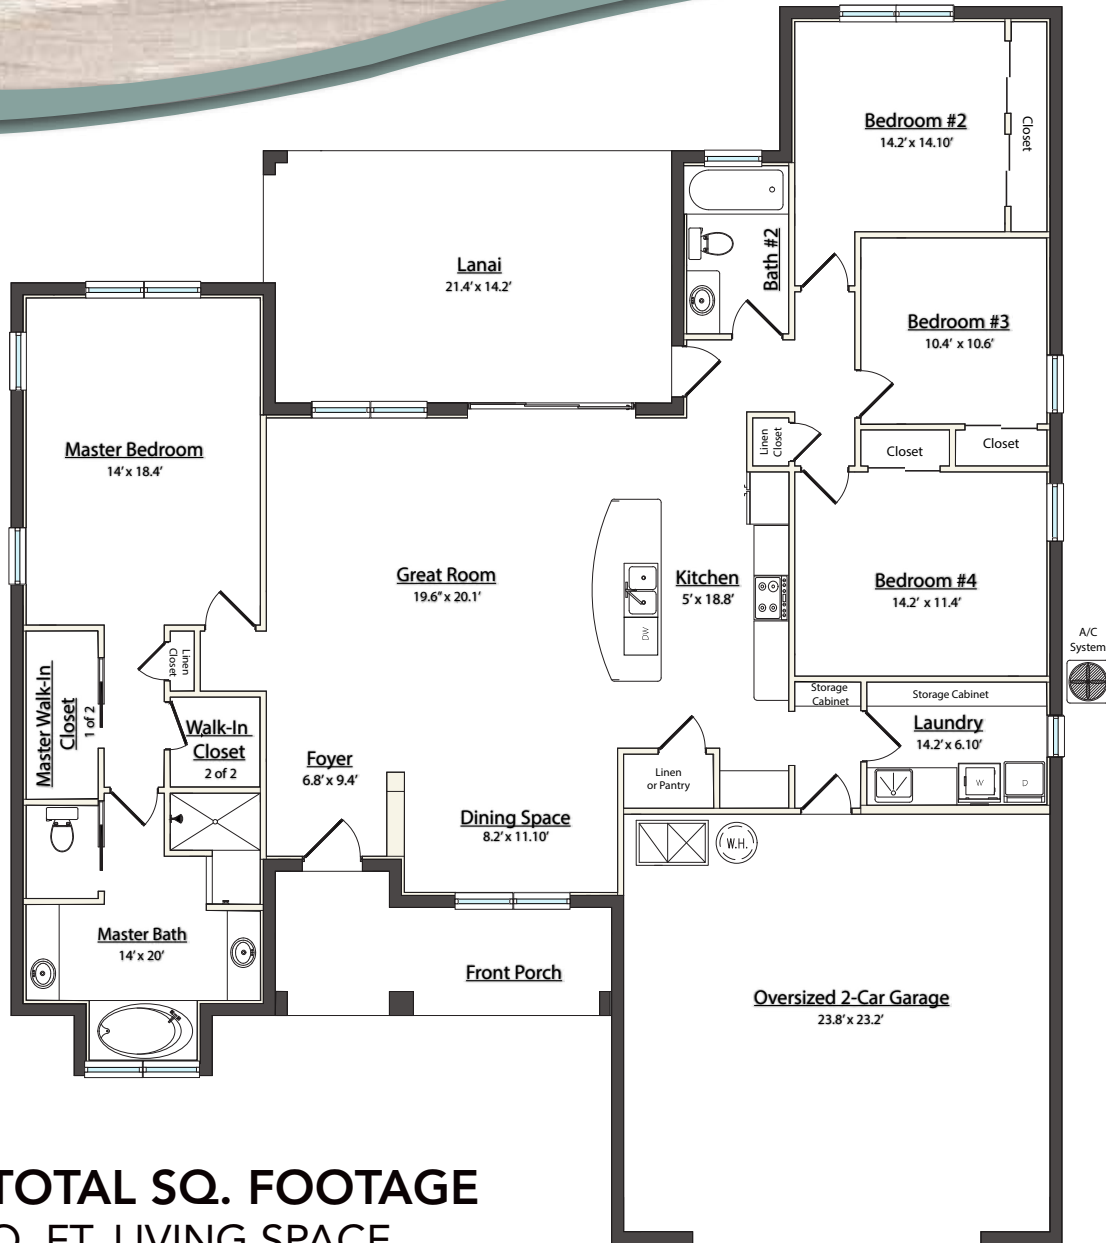 Bedroom #2
14.2' x 14.10'
Closet
Bath #2
Lanai
21.4' x 14.2'
Bedroom #3
10.4' x 10.6'
Master Bedroom
14' x 18.4'
Linen
Closet
Closet
Closet
Great Room
19.6" x 20.1'
Kitchen
5' x 18.8'
DW
Bedroom #4
14.2' x 11.4'
A/C
System
Linen
Closet
Master Walk-In
Closet
1 of 2
Walk-In
Closet
2 of 2
Storage
Cabinet
Storage Cabinet
Laundry
14.2' x 6.10'
W
D
Foyer
6.8' x 9.4'
Linen
or Pantry
Dining Space
8.2' x 11.10'
W.H.
Master Bath
14' x 20'
Front Porch
Oversized 2-Car Garage
23.8' x 23.2'
TOTAL SQ. FOOTAGE
FT. LIVING SPACE